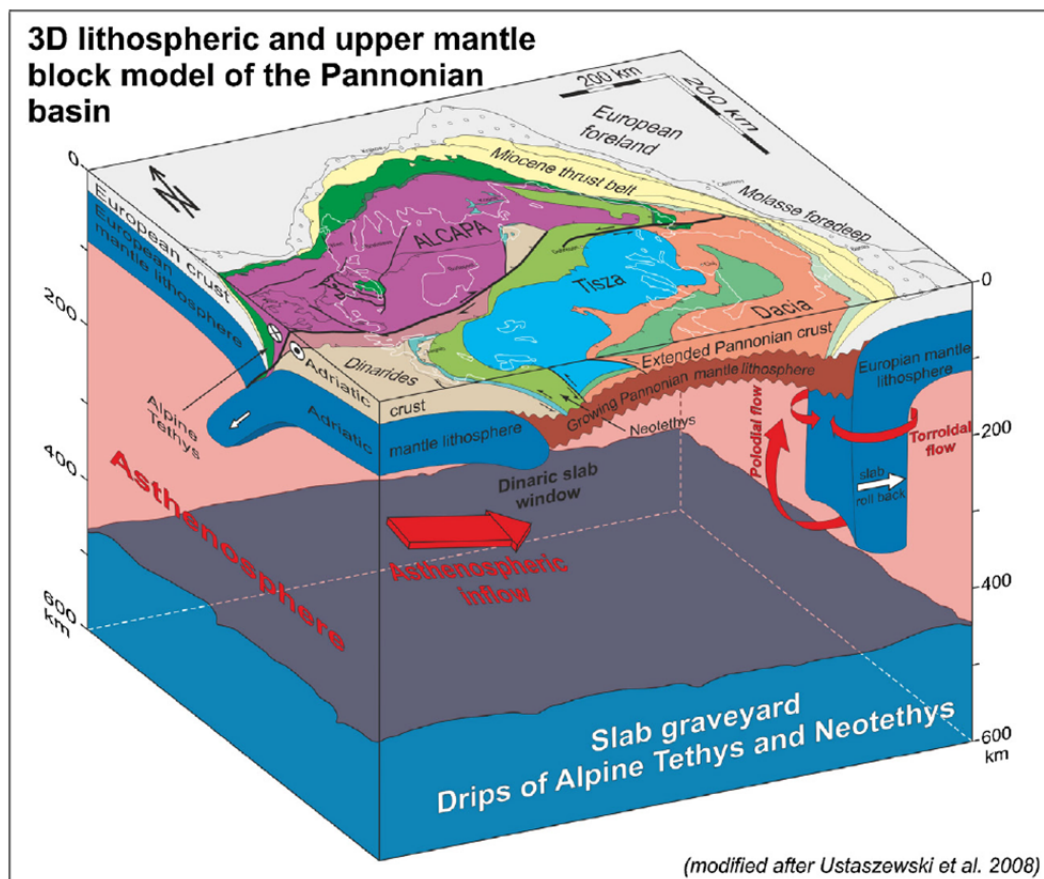 3D lithospheric and upper mantle
block model of the Pannonian
basin
200 km
200 km
European
foreland
Miocene thrust belt
Molasse foredeep
N
0
200
400
600
km
European crust
European
mantle lithosphere
ALCAPA
Tisza
Dacia
Dinarides
Extended Pannonian crust
Growing Pannonian mantle lithosphere
Neotethys
Adriatic
crust
Adriatic
mantle lithosphere
Alpine
Tethys
Europian mantle
lithosphere
0
200
400
600
km
Polodial flow
Torroidal
flow
slab
roll back
Dinaric slab
window
Asthenosphere
Asthenospheric
inflow
Slab graveyard
Drips of Alpine Tethys and Neotethys
(modified after Ustaszewski et al. 2008)